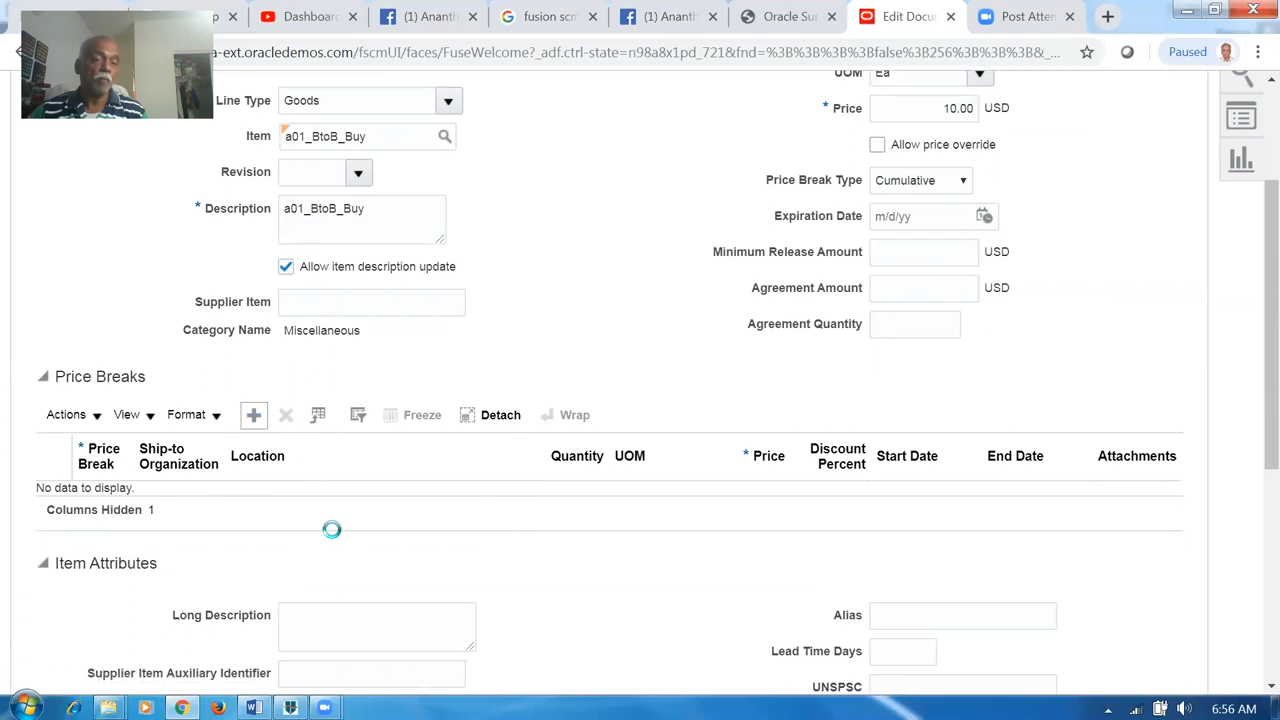 Dashboa
(1) Ananth
fusionscm
(1) Ananth
Oracle Su
Edit Docu
Post Atten
a-ext.oracledemos.com/fscmUI/faces/FuseWelcome?_adf.ctrl-state=n98a8x1pd_721&fnd=%3B%3B%3B%3Bfalse%3B256%3B%3B%3B&_...
Paused
UOM Ea
Line Type Goods
* Price 10.00 USD
Item a01_BtoB_Buy
Allow price override
Revision
Price Break Type Cumulative
* Description a01_BtoB_Buy
Expiration Date m/d/yy
Minimum Release Amount USD
Allow item description update
Agreement Amount USD
Supplier Item
Agreement Quantity
Category Name Miscellaneous
Price Breaks
Actions View Format Freeze Detach Wrap
* Price Break Ship-to Organization Location Quantity UOM * Price Discount Percent Start Date End Date Attachments
No data to display.
Columns Hidden 1
Item Attributes
Long Description
Alias
Lead Time Days
Supplier Item Auxiliary Identifier
UNSPSC
6:56 AM